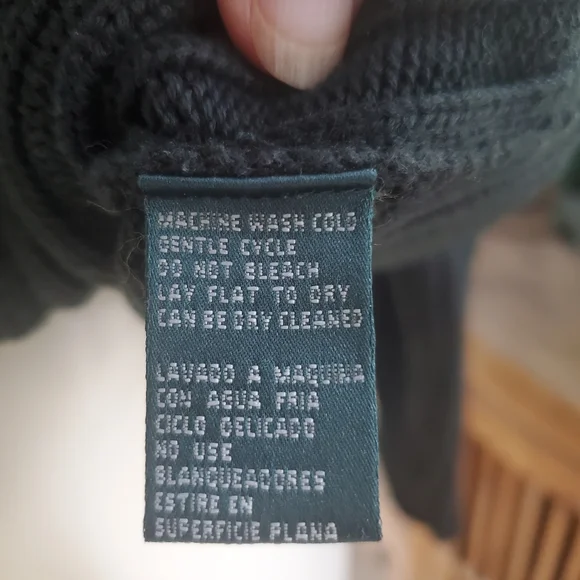 MACHINE WASH COLD
GENTLE CYCLE
DO NOT BLEACH
LAY FLAT TO DRY
CAN BE DRY CLEANED
LAVADO A MAQUINA
CON AGUA FRIA
CICLO DELICADO
NO USE
BLANQUEADORES
ESTIRE EN
SUPERFICIE PLANA